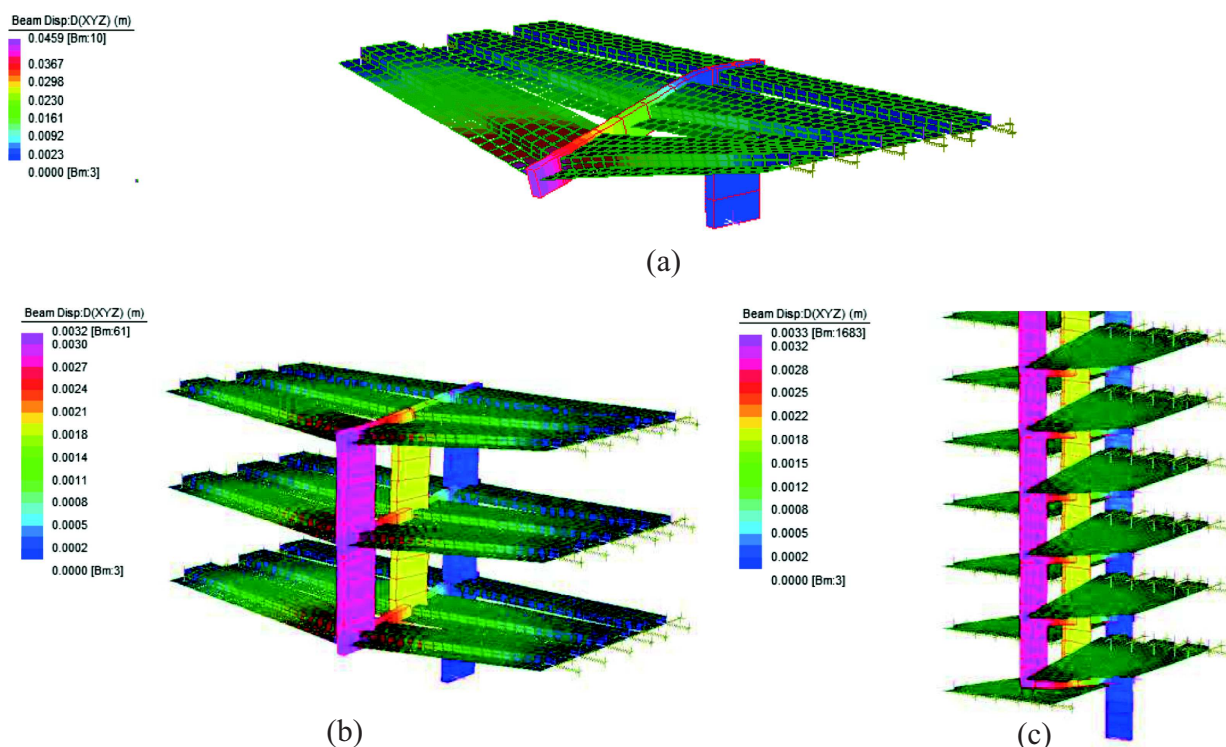 Beam Disp:D(XYZ) (m)
0.0459 [Bm:10]
0.0367
0.0298
0.0230
0.0161
0.0092
0.0023
0.0000 [Bm:3]
(a)
Beam Disp:D(XYZ) (m)
0.0032 [Bm:61]
0.0030
0.0027
0.0024
0.0021
0.0018
0.0014
0.0011
0.0008
0.0005
0.0002
0.0000 [Bm:3]
(b)
Beam Disp:D(XYZ) (m)
0.0033 [Bm:1683]
0.0032
0.0028
0.0025
0.0022
0.0018
0.0015
0.0012
0.0008
0.0005
0.0002
0.0000 [Bm:3]
(c)